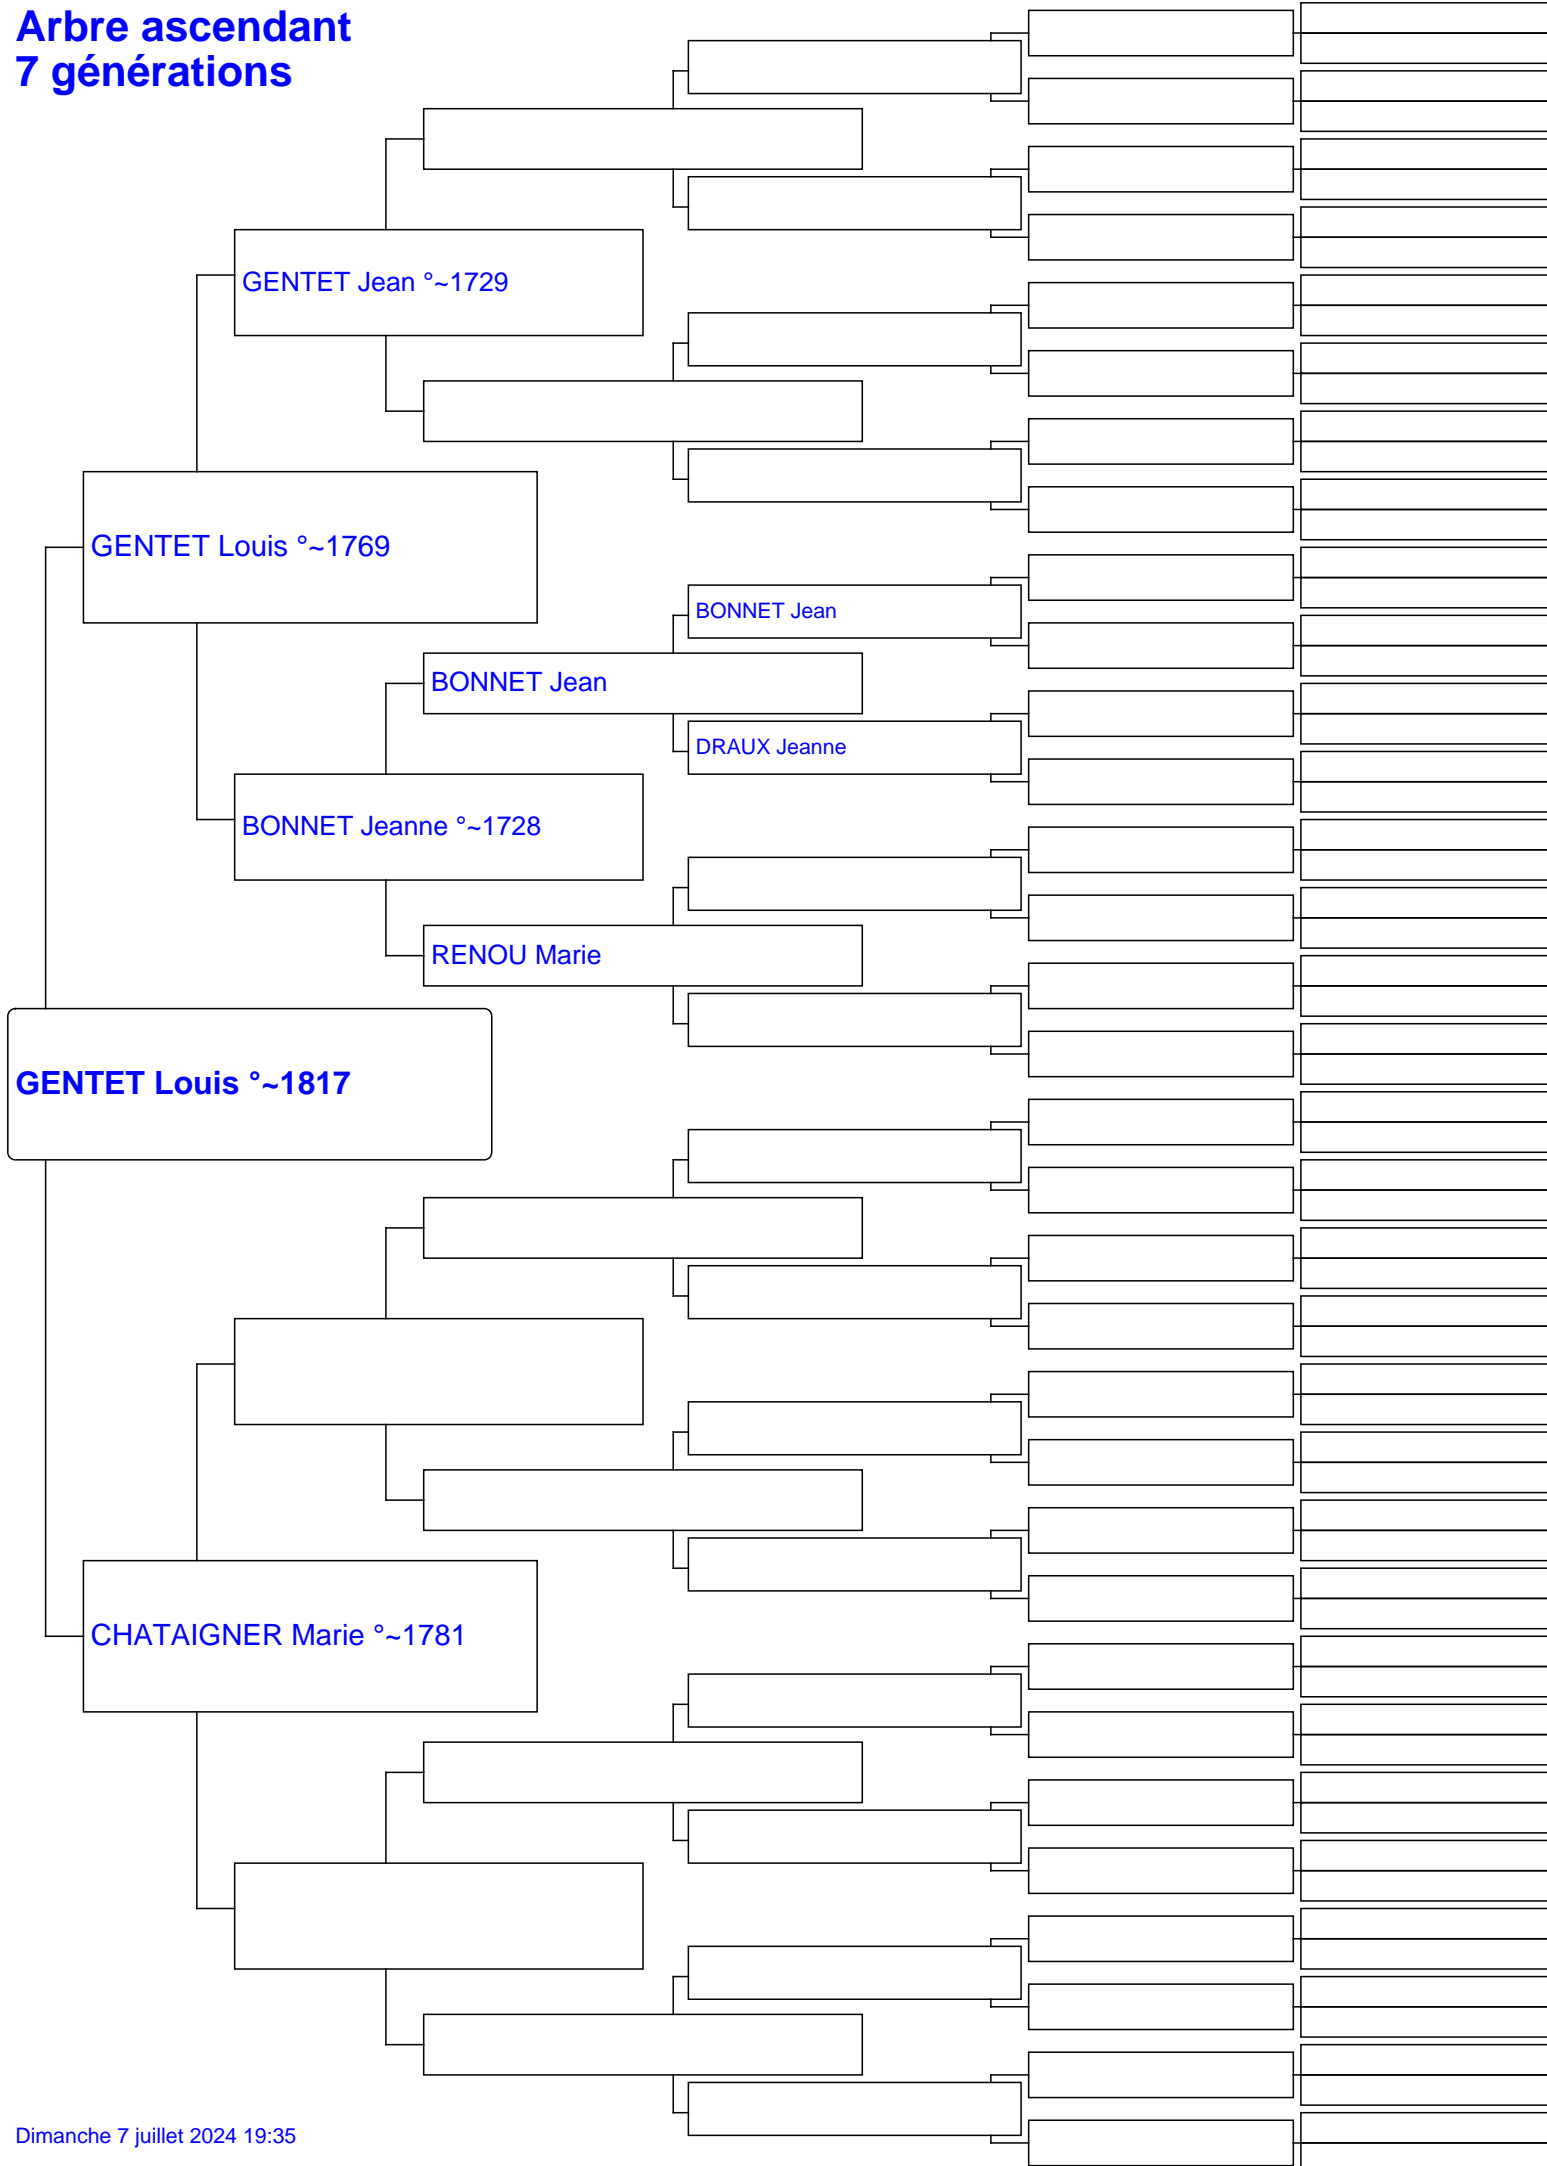 Arbre ascendant
7 générations
GENTET Jean °~1729
GENTET Louis °~1769
BONNET Jean
BONNET Jean
DRAUX Jeanne
BONNET Jeanne °~1728
RENOU Marie
GENTET Louis °~1817
CHATAIGNER Marie °~1781
Dimanche 7 juillet 2024 19:35